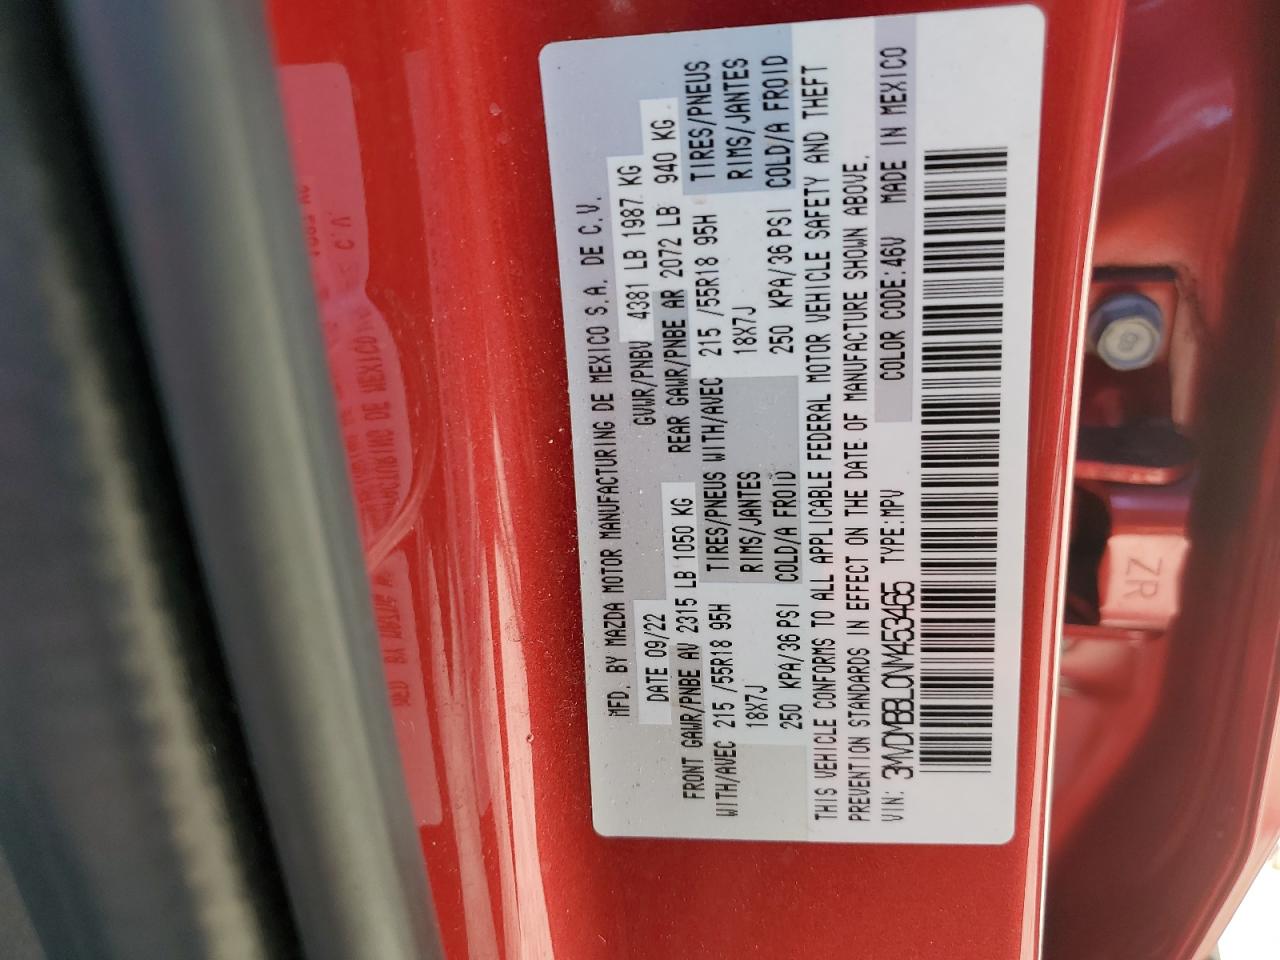 MFD. BY MAZDA MOTOR MANUFACTURING DE MEXICO S.A. DE C.V.
DATE 09/22 GVWR/PNBV 4381 LB 1987 KG
FRONT GAWR/PNBE AV 2315 LB 1050 KG REAR GAWR/PNBE AR 2072 LB 940 KG
WITH/AVEC 215 /55R18 95H TIRES/PNEUS WITH/AVEC 215 /55R18 95H TIRES/PNEUS
18X7J RIMS/JANTES 18X7J RIMS/JANTES
250 KPA/36 PSI COLD/A FROID 250 KPA/36 PSI COLD/A FROID
THIS VEHICLE CONFORMS TO ALL APPLICABLE FEDERAL MOTOR VEHICLE SAFETY AND THEFT
PREVENTION STANDARDS IN EFFECT ON THE DATE OF MANUFACTURE SHOWN ABOVE.
VIN: 3MVDMBBL0NM453465 TYPE:MPV COLOR CODE:46V MADE IN MEXICO
ZR